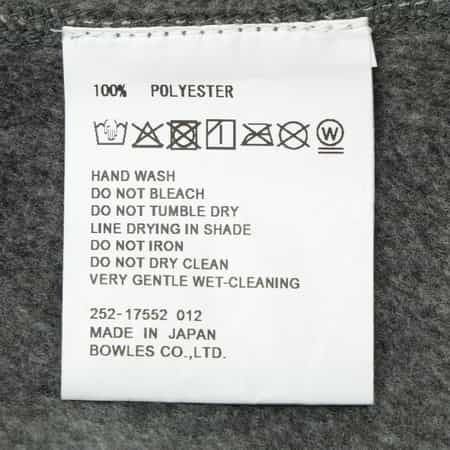 100% POLYESTER
W
HAND WASH
DO NOT BLEACH
DO NOT TUMBLE DRY
LINE DRYING IN SHADE
DO NOT IRON
DO NOT DRY CLEAN
VERY GENTLE WET-CLEANING
252-17552 012
MADE IN JAPAN
BOWLES CO.,LTD.